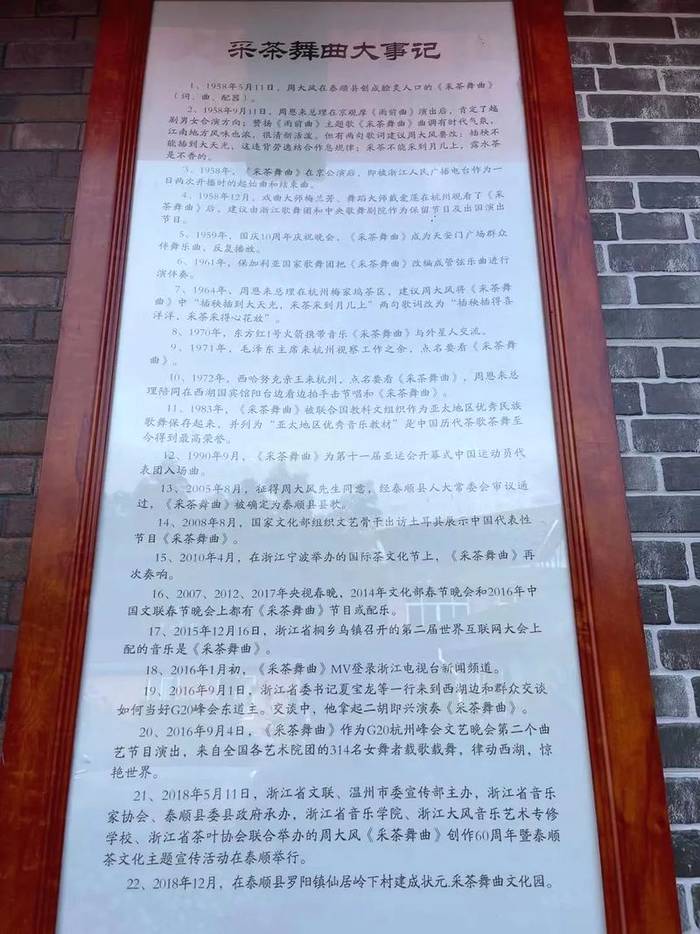 采茶舞曲大事记
1、1958年5月11日，周大风在泰顺县创成脍炙人口的《采茶舞曲》
（词、曲、配器）。
2、1958年9月11日，周恩来总理在京观摩《雨前曲》演出后，肯定了越
剧男女合演方向；赞扬《雨前曲》主题歌《采茶舞曲》曲调有时代气氛，
江南地方风味也浓，很清新活泼。但有两句歌词建议周大风要改：插秧不
能插到大天光，这违背劳逸结合作息规律；采茶不能采到月儿上，露水茶
是不香的。
3、1958年，《采茶舞曲》在京公演后，即被浙江人民广播电台作为一
日两次开播时的起始曲和结束曲。
4、1958年12月，戏曲大师梅兰芳、舞蹈大师戴爱莲在杭州观看了《采
茶舞曲》后，建议由浙江歌舞团和中央歌舞剧院作为保留节目及出国演出
节目。
5、1959年，国庆10周年庆祝晚会，《采茶舞曲》成为天安门广场群众
伴舞乐曲，反复播放。
6、1961年，保加利亚国家歌舞团把《采茶舞曲》改编成管弦乐曲进行
演伴奏。
7、1964年、周恩来总理在杭州梅家坞茶区，建议周大风将《采茶舞
曲》中“插秧插到大天光，采茶采到月儿上”两句歌词改为“插秧插得喜
洋洋，采茶采得心花放”。
8、1970年，东方红1号火箭携带音乐《采茶舞曲》与外星人交流。
9、1971年，毛泽东主席来杭州视察工作之余，点名要看《采茶舞
曲》。
10、1972年，西哈努克亲王来杭州，点名要看《采茶舞曲》，周恩来总
理陪同在西湖国宾馆阳台边看边拍手击节唱和《采茶舞曲》。
11、1983年，《采茶舞曲》被联合国教科文组织作为亚太地区优秀民族
歌舞保存起来，并列为“亚太地区优秀音乐教材”是中国历代茶歌茶舞至
今得到最高荣誉。
12、1990年9月，《采茶舞曲》为第十一届亚运会开幕式中国运动员代
表团入场曲。
13、2005年8月，征得周大风先生同意，经泰顺县人大常委会审议通
过，《采茶舞曲》被确定为泰顺县县歌。
14、2008年8月，国家文化部组织文艺骨干出访土耳其展示中国代表性
节目《采茶舞曲》。
15、2010年4月，在浙江宁波举办的国际茶文化节上，《采茶舞曲》再
次奏响。
16、2007、2012、2017年央视春晚，2014年文化部春节晚会和2016年中
国文联春节晚会上都有《采茶舞曲》节目或配乐。
17、2015年12月16日，浙江省桐乡乌镇召开的第二届世界互联网大会上
配的音乐是《采茶舞曲》。
18、2016年1月初，《采茶舞曲》MV登录浙江电视台新闻频道。
19、2016年9月1日，浙江省委书记夏宝龙等一行来到西湖边和群众交谈
如何当好G20峰会东道主。交谈中，他拿起二胡即兴演奏《采茶舞曲》。
20、2016年9月4日，《采茶舞曲》作为G20杭州峰会文艺晚会第二个曲
艺节目演出，来自全国各艺术院团的314名女舞者载歌载舞，律动西湖，惊
艳世界。
21、2018年5月11日，浙江省文联、温州市委宣传部主办，浙江省音乐
家协会、泰顺县委县政府承办，浙江省音乐学院、浙江大风音乐艺术专修
学校、浙江省茶叶协会联合举办的周大风《采茶舞曲》创作60周年暨泰顺
茶文化主题宣传活动在泰顺举行。
22、2018年12月，在泰顺县罗阳镇仙居岭下村建成状元.采茶舞曲文化园。